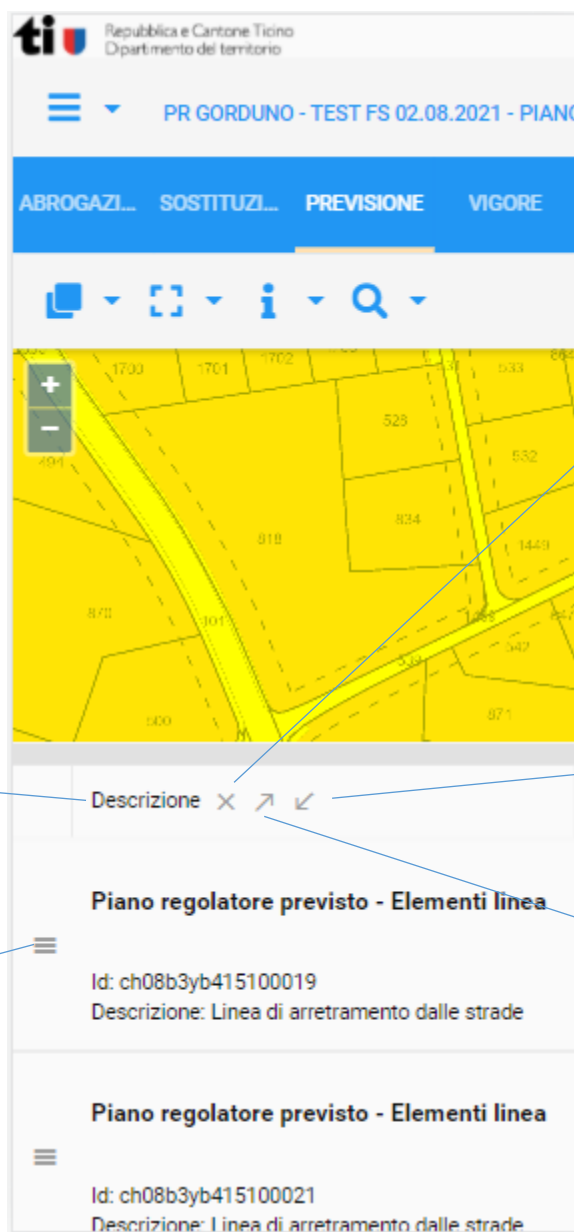 ti
Repubblica e Cantone Ticino
Dipartimento del territorio
PR GORDUNO - TEST FS 02.08.2021 - PIANO
ABROGAZI... SOSTITUZI... PREVISIONE VIGORE
1700 1701 1702
533
528
494 532
834
818 1449
870
542
500 871
Descrizione
Piano regolatore previsto - Elementi linea
Id: ch08b3yb415100019
Descrizione: Linea di arretramento dalle strade
Piano regolatore previsto - Elementi linea
Id: ch08b3yb415100021
Descrizione: Linea di arretramento dalle strade